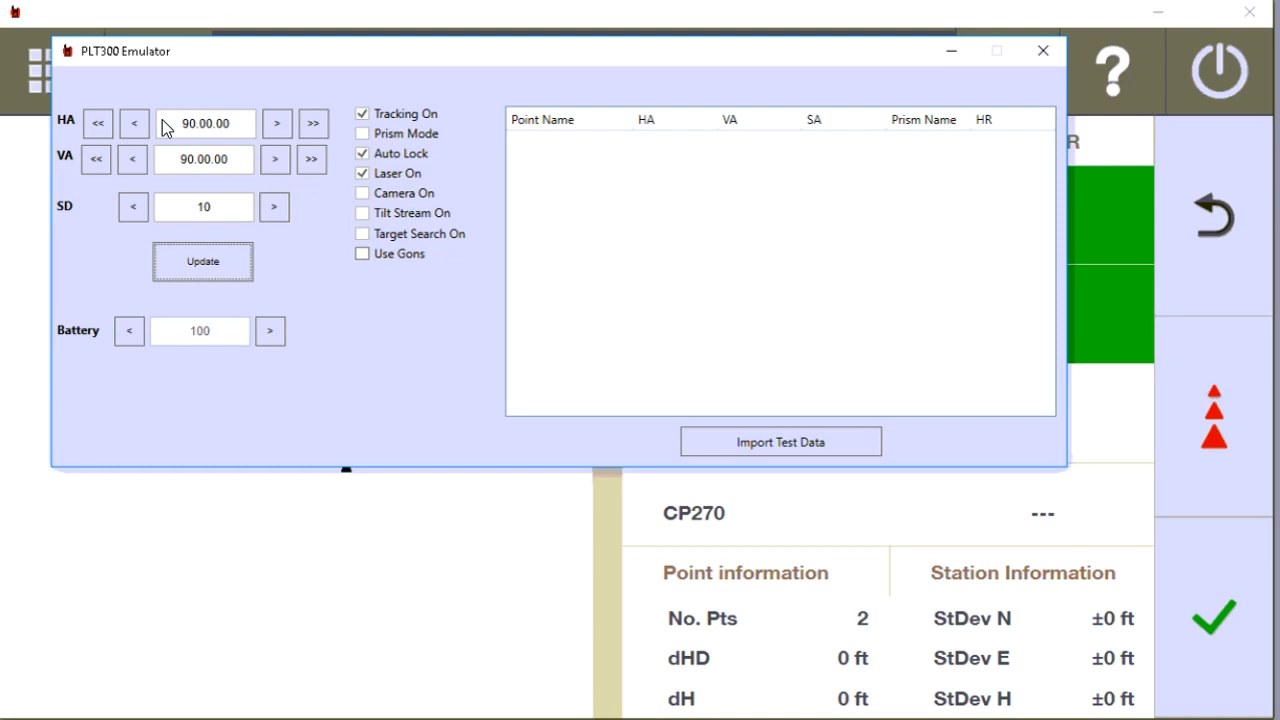 PLT300 Emulator
HA << < 90.00.00 > >>
VA << < 90.00.00 > >>
SD < 10 >
Update
Battery < 100 >
Tracking On
Prism Mode
Auto Lock
Laser On
Camera On
Tilt Stream On
Target Search On
Use Gons
Point Name HA VA SA Prism Name HR
Import Test Data
?
R
CP270 ---
Point information
No. Pts 2
dHD 0 ft
dH 0 ft
Station Information
StDev N ±0 ft
StDev E ±0 ft
StDev H ±0 ft